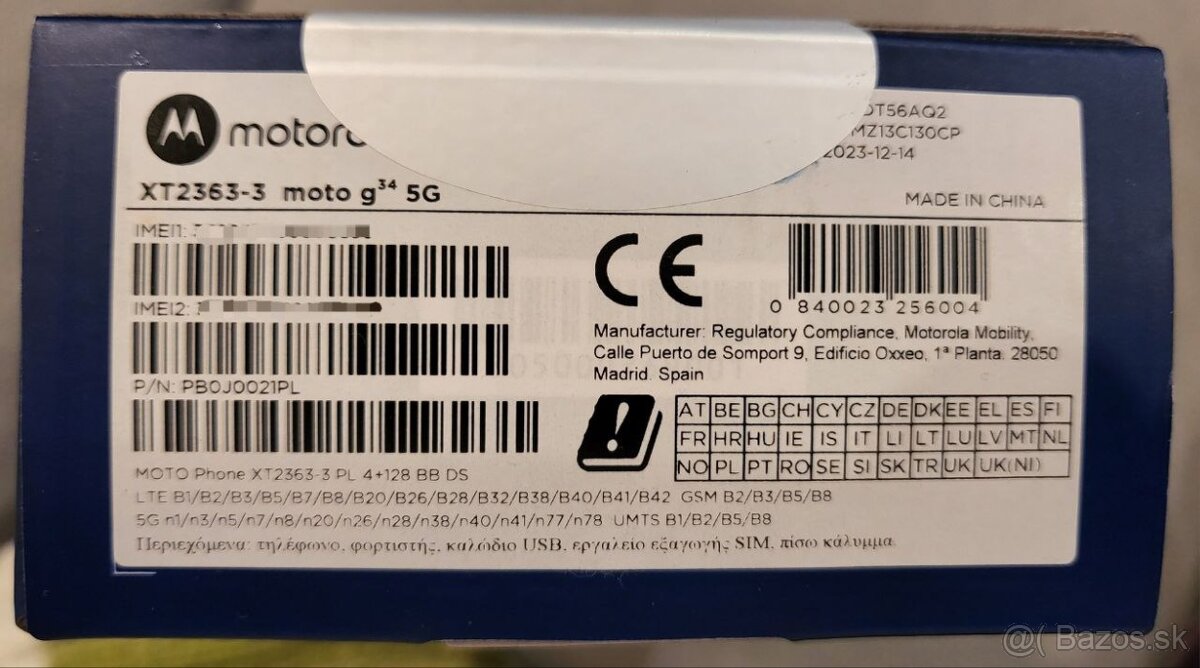 motoro
OT56AQ2
MZ13C130CP
2023-12-14
XT2363-3 moto g34 5G
MADE IN CHINA
IMEI1:
IMEI2:
P/N: PB0J0021PL
0 840023 256004
Manufacturer: Regulatory Compliance, Motorola Mobility,
Calle Puerto de Somport 9, Edificio Oxxeo, 1ª Planta. 28050
Madrid. Spain
AT BE BG CH CY CZ DE DK EE EL ES FI
FR HR HU IE IS IT LI LT LU LV MT NL
NO PL PT RO SE SI SK TR UK UK(NI)
MOTO Phone XT2363-3 PL 4+128 BB DS
LTE B1/B2/B3/B5/B7/B8/B20/B26/B28/B32/B38/B40/B41/B42 GSM B2/B3/B5/B8
5G n1/n3/n5/n7/n8/n20/n26/n28/n38/n40/n41/n77/n78 UMTS B1/B2/B5/B8
Περιεχόμενα: τηλέφωνο, φορτιστής, καλώδιο USB, εργαλείο εξαγωγής SIM, πίσω κάλυμμα.
@( Bazos.sk